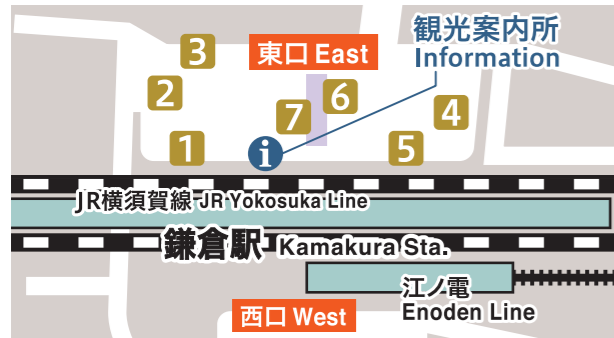 観光案内所
Information
東口 East
3
2
6
4
7
1
i
5
JR横須賀線 JR Yokosuka Line
鎌倉駅 Kamakura Sta.
江ノ電
Enoden Line
西口 West